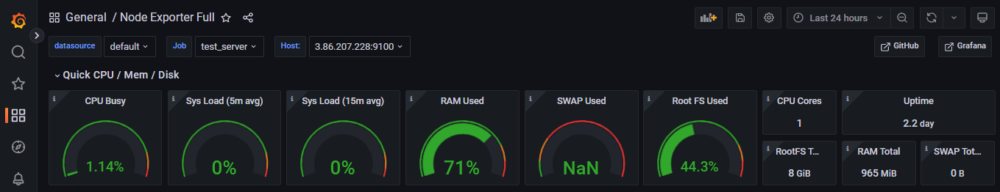 General / Node Exporter Full
Last 24 hours
datasource default Job test_server Host: 3.86.207.228:9100 GitHub Grafana
Quick CPU / Mem / Disk
CPU Busy
1.14%
Sys Load (5m avg)
0%
Sys Load (15m avg)
0%
RAM Used
71%
SWAP Used
NaN
Root FS Used
44.3%
CPU Cores
1
Uptime
2.2 day
RootFS T...
8 GiB
RAM Total
965 MiB
SWAP Tot...
0 B